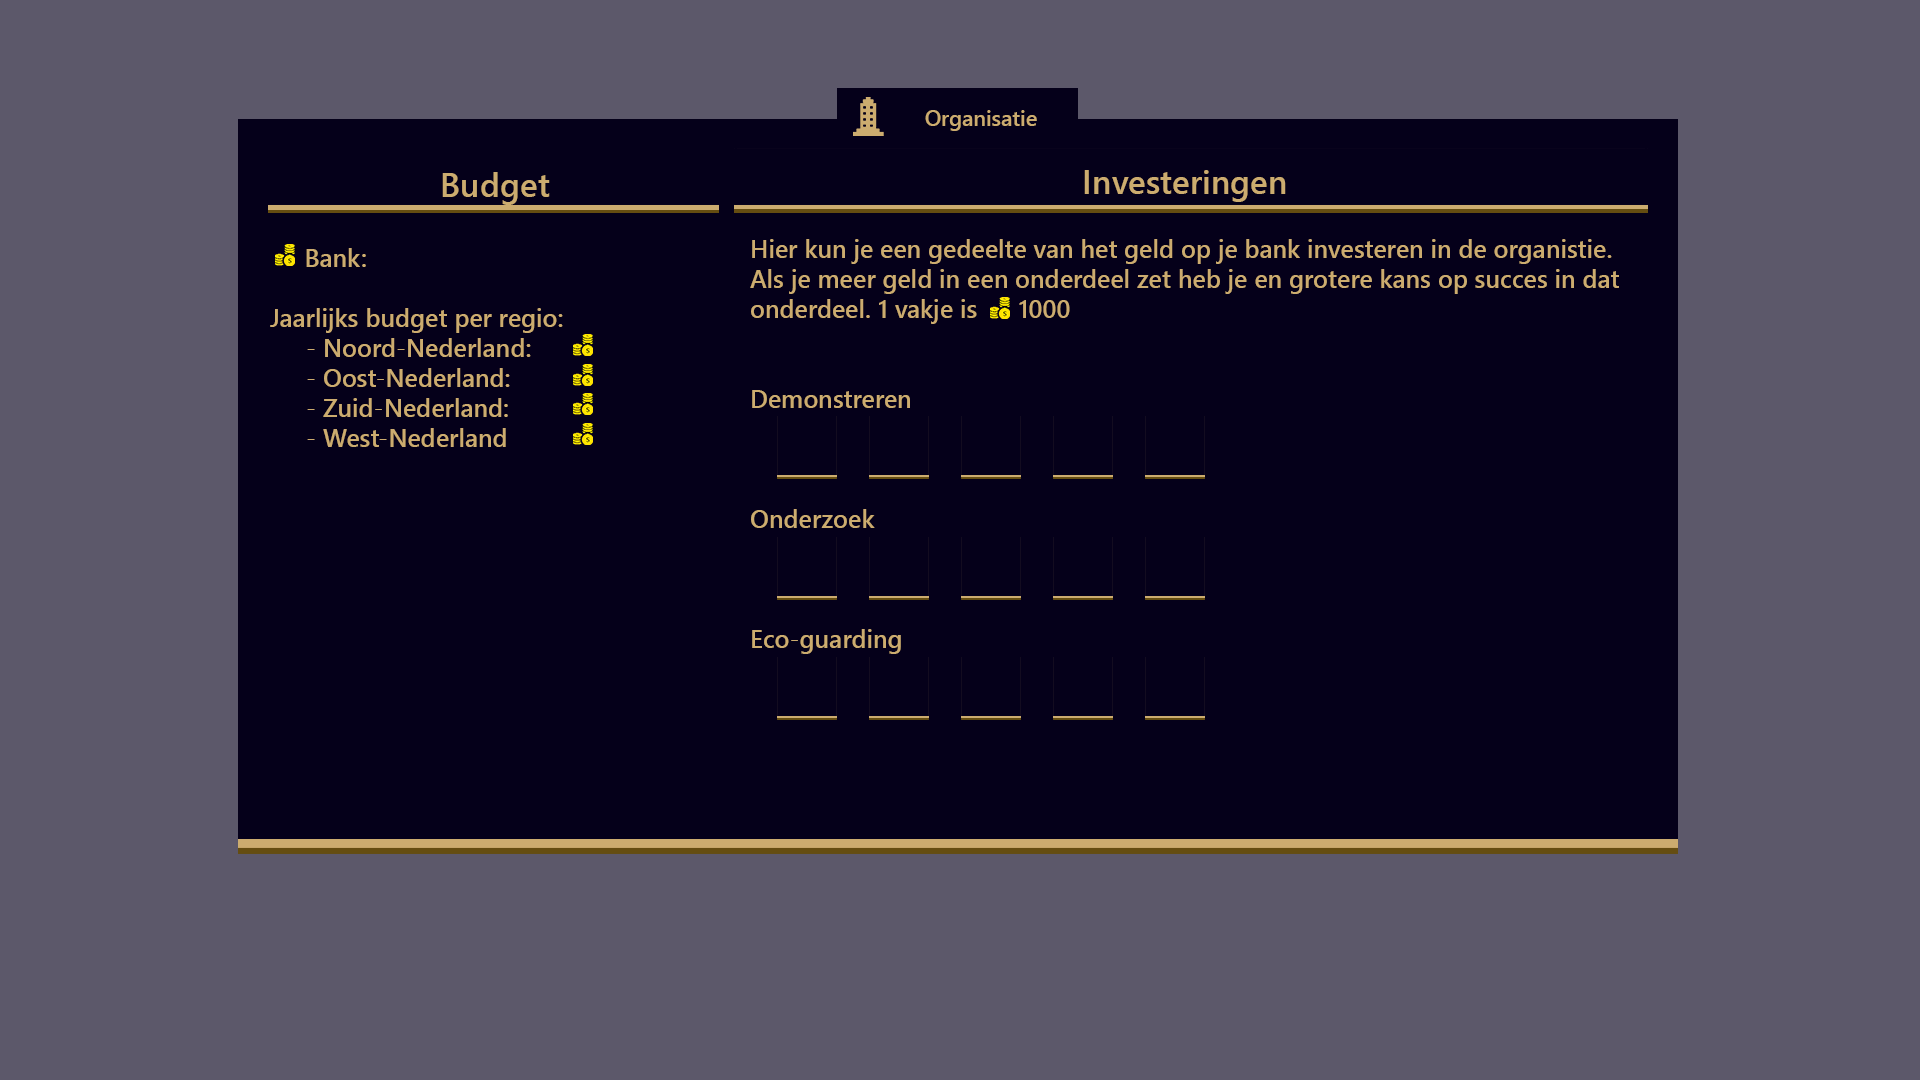 Organisatie
Budget
Bank:
Jaarlijks budget per regio:
- Noord-Nederland:
- Oost-Nederland:
- Zuid-Nederland:
- West-Nederland
Investeringen
Hier kun je een gedeelte van het geld op je bank investeren in de organistie.
Als je meer geld in een onderdeel zet heb je en grotere kans op succes in dat
onderdeel. 1 vakje is 1000
Demonstreren
Onderzoek
Eco-guarding